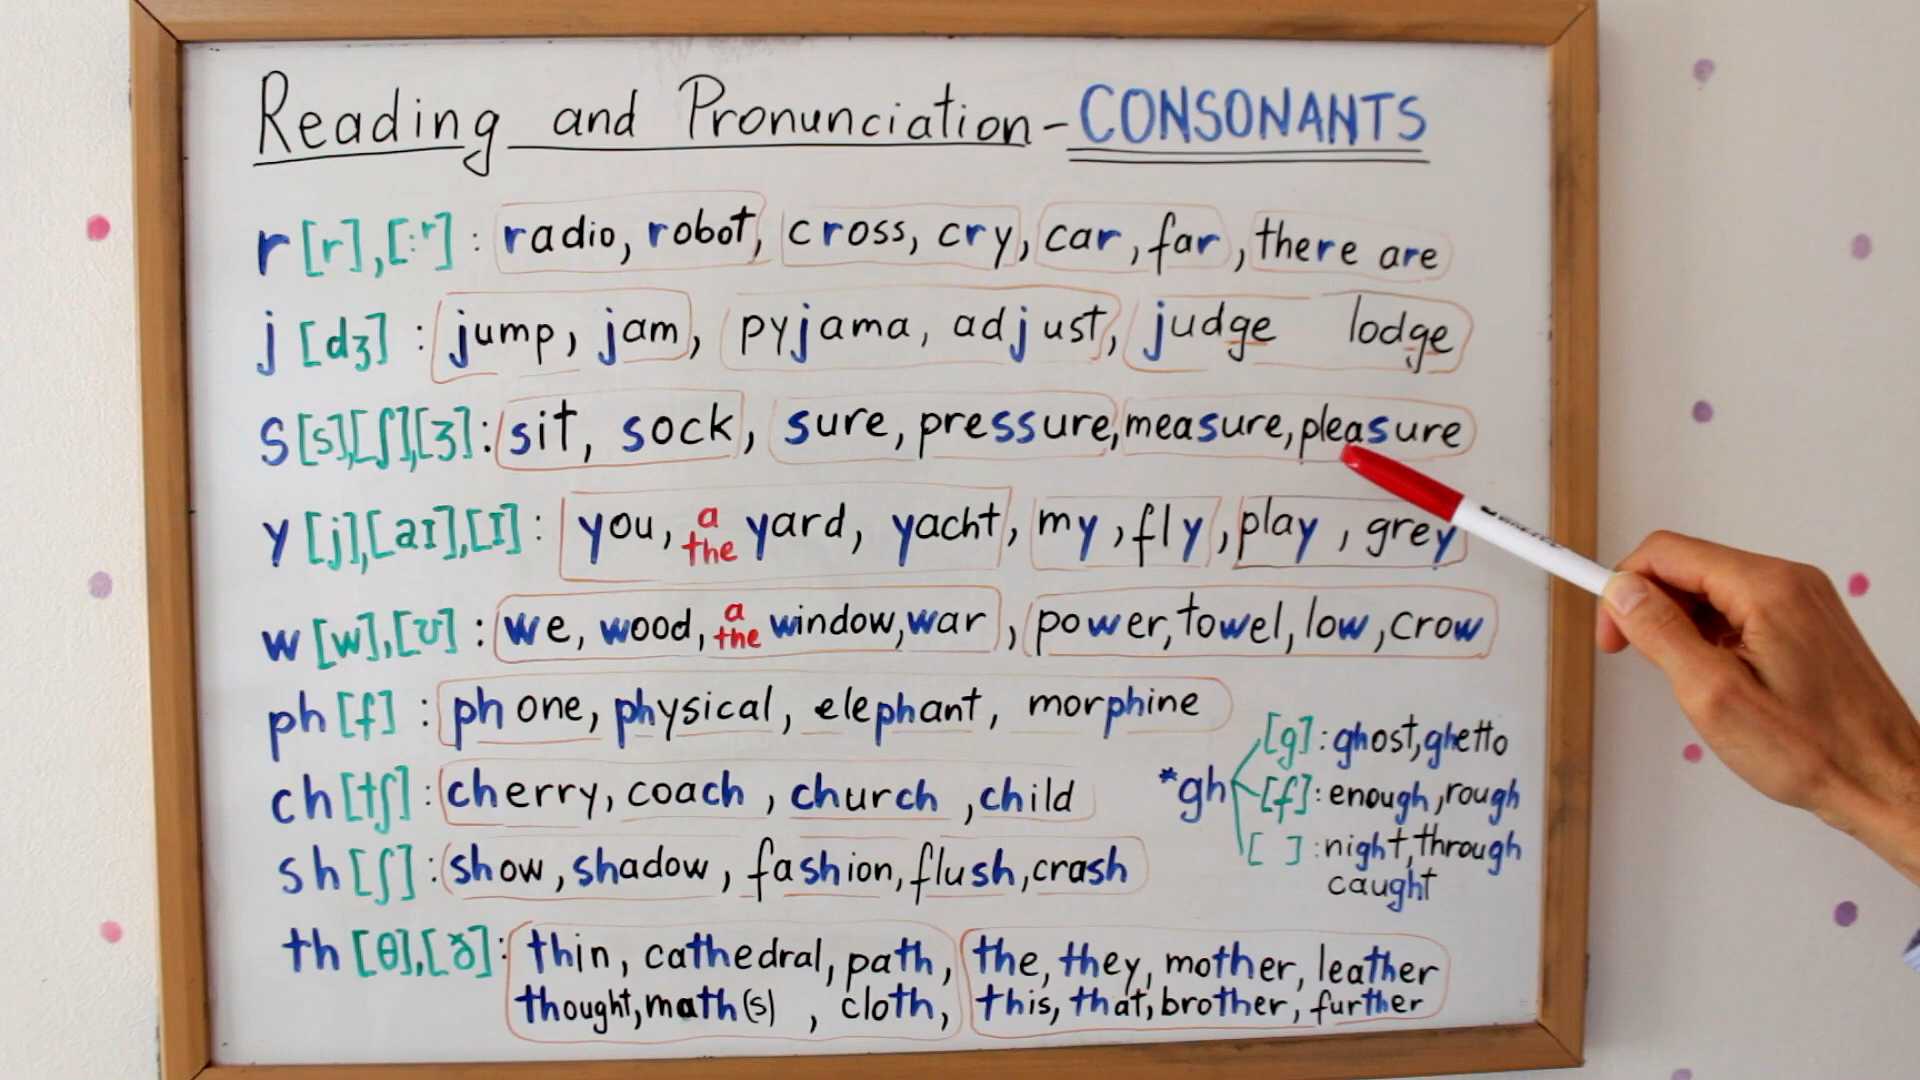 Reading and Pronunciation - CONSONANTS
r [r],[:ʳ] : radio, robot, cross, cry, car, far, there are
j [dʒ] : jump, jam, pyjama, adjust, judge lodge
s [s],[ʃ],[ʒ]: sit, sock, sure, pressure, measure, pleasure
y [j],[aɪ],[ɪ] : you, a the yard, yacht, my, fly, play, grey
w [w],[ʊ] : we, wood, a the window, war, power, towel, low, crow
ph [f] : phone, physical, elephant, morphine
ch [tʃ] : cherry, coach, church, child
sh [ʃ] : show, shadow, fashion, flush, crash
*gh [g] : ghost, ghetto
[f] : enough, rough
[ ] : night, through
caught
th [θ],[ð] : thin, cathedral, path, the, they, mother, leather
thought, math(s), cloth, this, that, brother, further